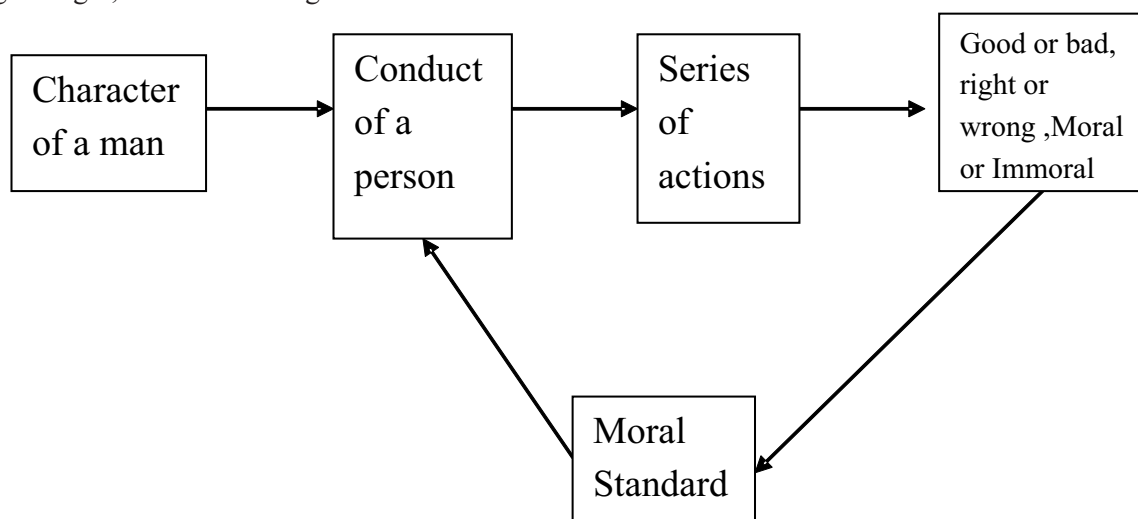 Character
of a man
Conduct
of a
person
Series
of
actions
Good or bad,
right or
wrong ,Moral
or Immoral
Moral
Standard